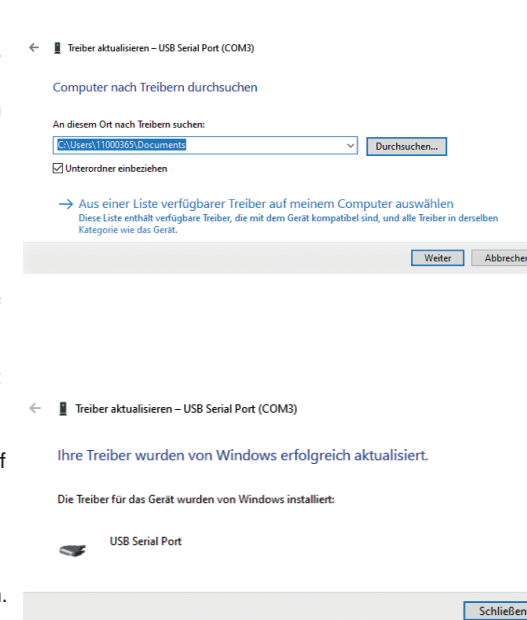 ← Treiber aktualisieren – USB Serial Port (COM3)
Computer nach Treibern durchsuchen
An diesem Ort nach Treibern suchen:
C:\Users\11000365\Documents
Durchsuchen...
Unterordner einbeziehen
→ Aus einer Liste verfügbarer Treiber auf meinem Computer auswählen
Diese Liste enthält verfügbare Treiber, die mit dem Gerät kompatibel sind, und alle Treiber in derselben
Kategorie wie das Gerät.
Weiter Abbrechen
← Treiber aktualisieren – USB Serial Port (COM3)
Ihre Treiber wurden von Windows erfolgreich aktualisiert.
Die Treiber für das Gerät wurden von Windows installiert:
USB Serial Port
Schließen